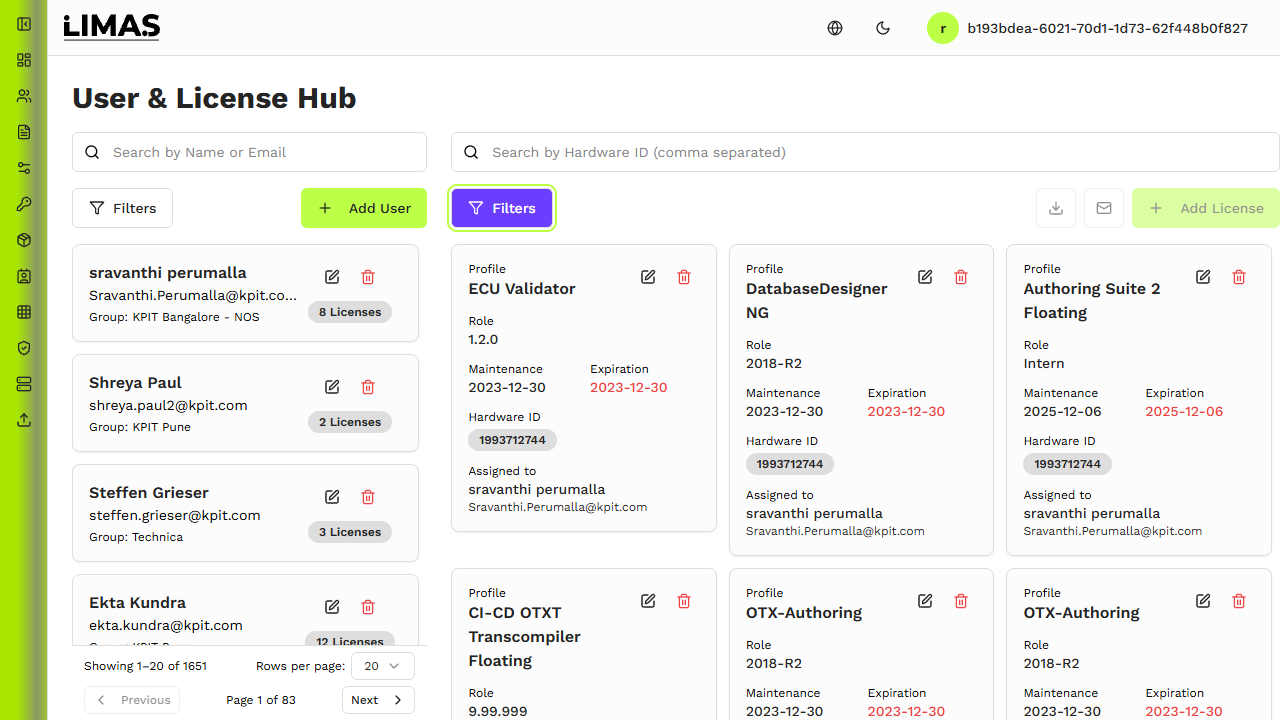 LIMAS
r
b193bdea-6021-70d1-1d73-62f448b0f827
User & License Hub
Search by Name or Email
Search by Hardware ID (comma separated)
Filters
Add User
Filters
Add License
sravanthi perumalla
Sravanthi.Perumalla@kpit.co...
Group: KPIT Bangalore - NOS
8 Licenses
Shreya Paul
shreya.paul2@kpit.com
Group: KPIT Pune
2 Licenses
Steffen Grieser
steffen.grieser@kpit.com
Group: Technica
3 Licenses
Ekta Kundra
ekta.kundra@kpit.com
12 Licenses
Showing 1–20 of 1651
Rows per page:
20
Previous
Page 1 of 83
Next
Profile
ECU Validator
Role
1.2.0
Maintenance
Expiration
2023-12-30
2023-12-30
Hardware ID
1993712744
Assigned to
sravanthi perumalla
Sravanthi.Perumalla@kpit.com
Profile
DatabaseDesigner
NG
Role
2018-R2
Maintenance
Expiration
2023-12-30
2023-12-30
Hardware ID
1993712744
Assigned to
sravanthi perumalla
Sravanthi.Perumalla@kpit.com
Profile
Authoring Suite 2
Floating
Role
Intern
Maintenance
Expiration
2025-12-06
2025-12-06
Hardware ID
1993712744
Assigned to
sravanthi perumalla
Sravanthi.Perumalla@kpit.com
Profile
CI-CD OTXT
Transcompiler
Floating
Role
9.99.999
Profile
OTX-Authoring
Role
2018-R2
Maintenance
Expiration
2023-12-30
2023-12-30
Profile
OTX-Authoring
Role
2018-R2
Maintenance
Expiration
2023-12-30
2023-12-30